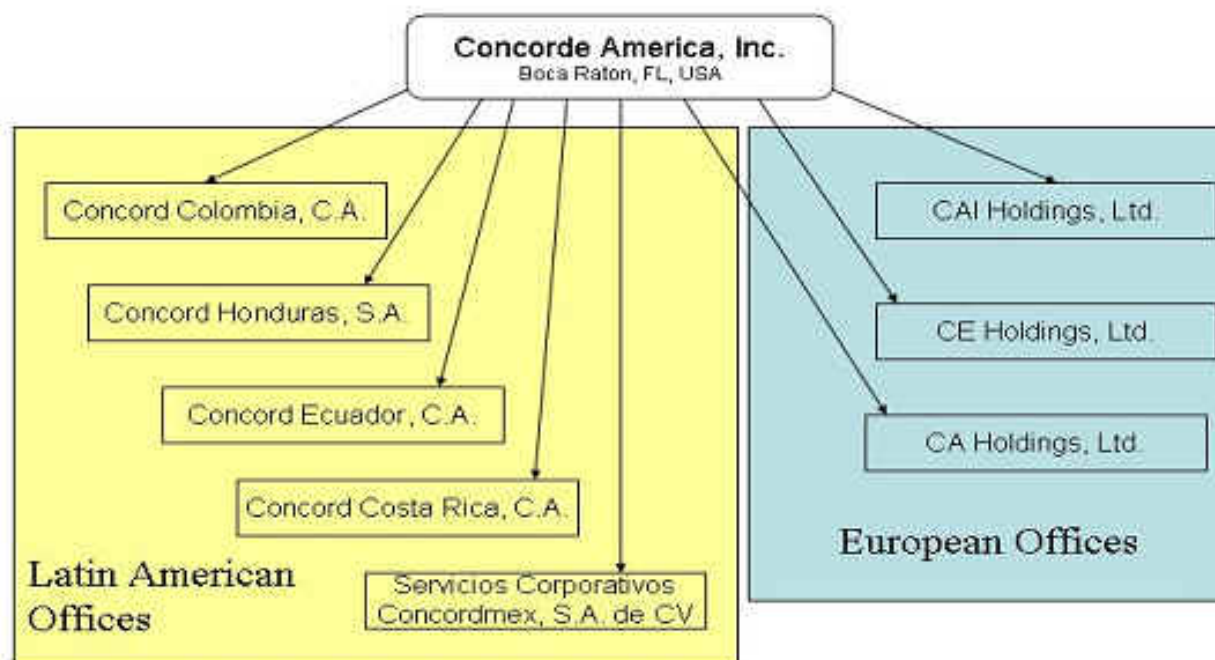 Concorde America, Inc.
Boca Raton, FL, USA
Concord Colombia, C.A.
Concord Honduras, S.A.
Concord Ecuador, C.A.
Concord Costa Rica, C.A.
Servicios Corporativos
Concordmex, S.A. de CV
Latin American
Offices
CAI Holdings, Ltd.
CE Holdings, Ltd.
CA Holdings, Ltd.
European Offices